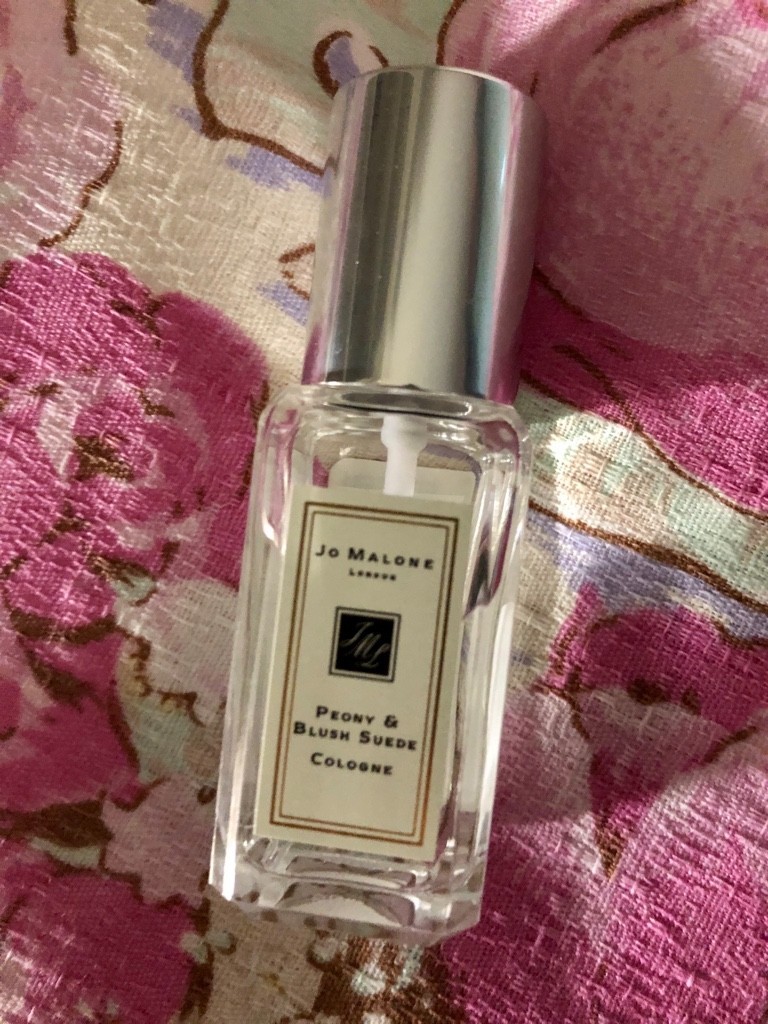 Jo Malone
London
JML
Peony &
Blush Suede
Cologne